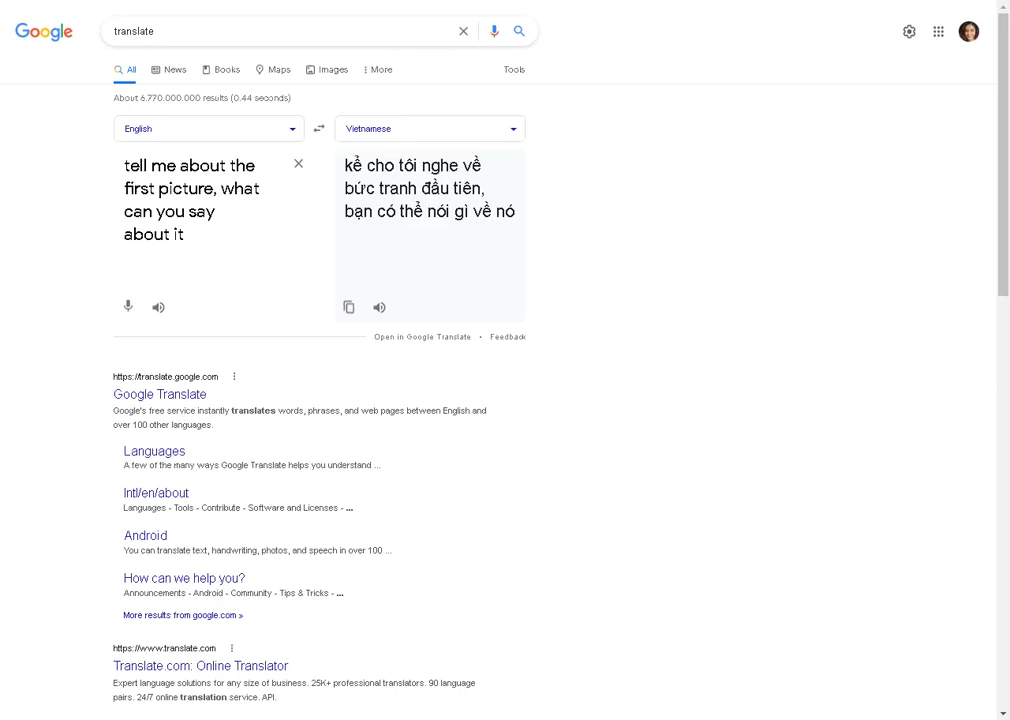 Google
translate
All News Books Maps Images More Tools
About 6.770.000.000 results (0.44 seconds)
English Vietnamese
tell me about the
first picture, what
can you say
about it
kể cho tôi nghe về
bức tranh đầu tiên,
bạn có thể nói gì về nó
Open in Google Translate • Feedback
https://translate.google.com
Google Translate
Google's free service instantly translates words, phrases, and web pages between English and
over 100 other languages.
Languages
A few of the many ways Google Translate helps you understand ...
Intl/en/about
Languages - Tools - Contribute - Software and Licenses - ...
Android
You can translate text, handwriting, photos, and speech in over 100 ...
How can we help you?
Announcements - Android - Community - Tips & Tricks - ...
More results from google.com »
https://www.translate.com
Translate.com: Online Translator
Expert language solutions for any size of business. 25K+ professional translators. 90 language
pairs. 24/7 online translation service. API.